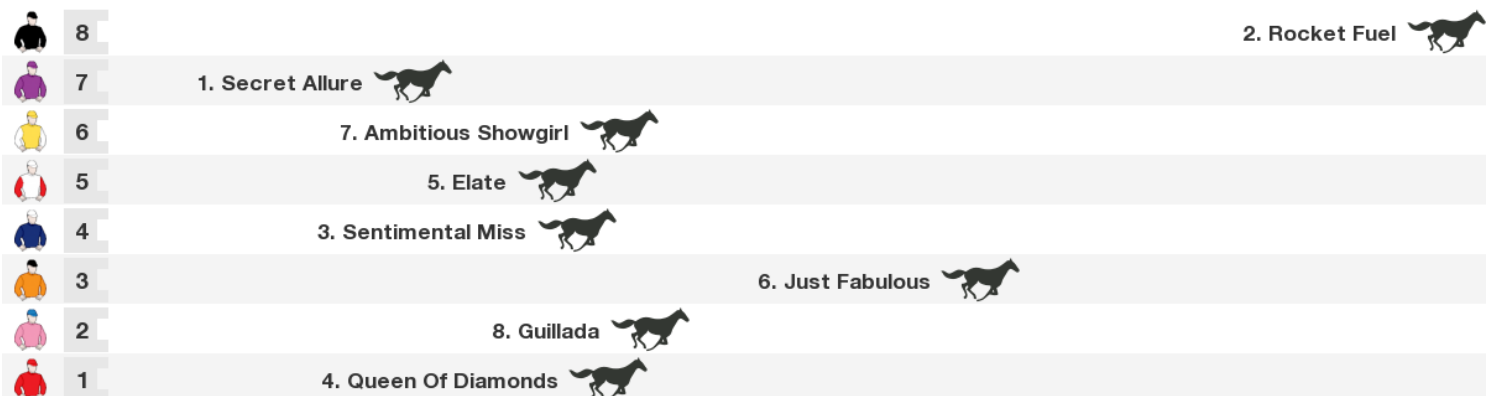 8 2. Rocket Fuel
7 1. Secret Allure
6 7. Ambitious Showgirl
5 5. Elate
4 3. Sentimental Miss
3 6. Just Fabulous
2 8. Guillada
1 4. Queen Of Diamonds